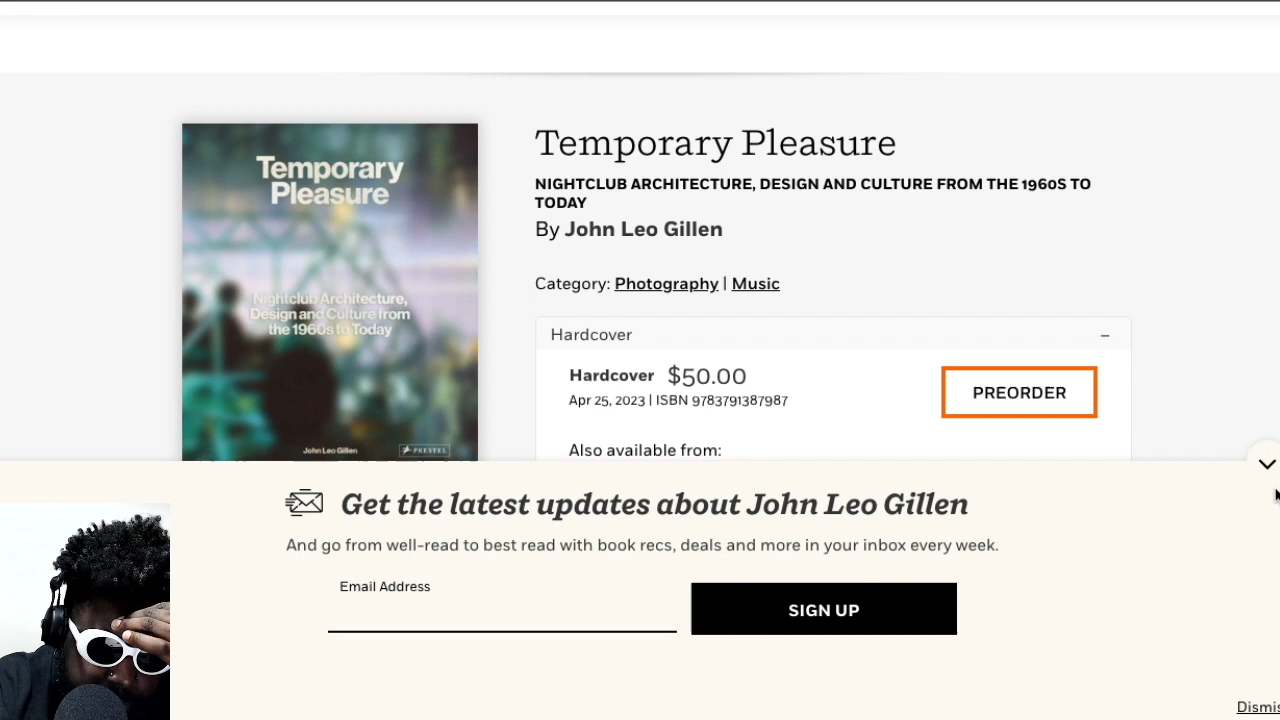 Temporary
Pleasure
Nightclub Architecture,
Design and Culture from
the 1960s to Today
John Leo Gillen
PRESTEL
Temporary Pleasure
NIGHTCLUB ARCHITECTURE, DESIGN AND CULTURE FROM THE 1960S TO
TODAY
By John Leo Gillen
Category: Photography | Music
Hardcover –
Hardcover $50.00
Apr 25, 2023 | ISBN 9783791387987
PREORDER
Also available from:
Get the latest updates about John Leo Gillen
And go from well-read to best read with book recs, deals and more in your inbox every week.
Email Address
SIGN UP
Dismis